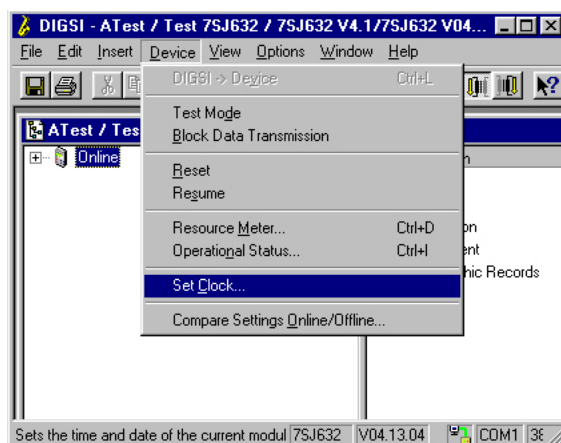 DIGSI - ATest / Test 7SJ632 / 7SJ632 V4.1/7SJ632 V04...
File Edit Insert Device View Options Window Help
DIGSI -> Device Ctrl+L
Test Mode
Block Data Transmission
Reset
Resume
Resource Meter... Ctrl+D
Operational Status... Ctrl+I
Set Clock...
Compare Settings Online/Offline...
ATest / Tes
Online
n
on
ent
hic Records
Sets the time and date of the current modul 7SJ632 V04.13.04 COM1 38